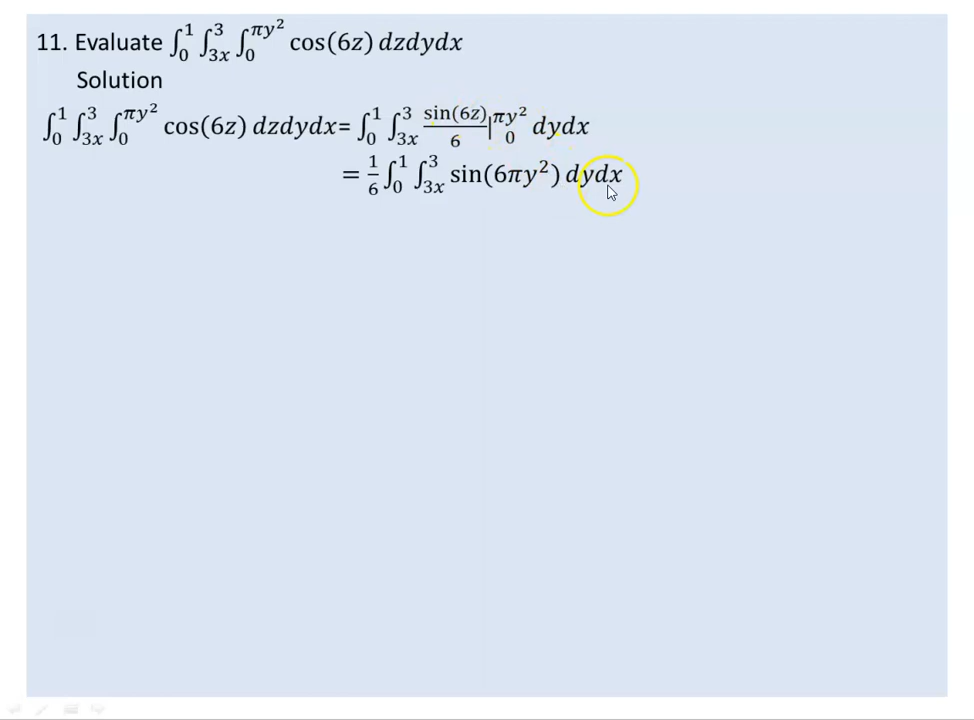 11. Evaluate ∫₀¹ ∫₃ₓ³ ∫₀^{πy²} cos(6z) dzdydx
Solution
∫₀¹ ∫₃ₓ³ ∫₀^{πy²} cos(6z) dzdydx= ∫₀¹ ∫₃ₓ³ sin(6z)/6 |₀^{πy²} dydx
= 1/6 ∫₀¹ ∫₃ₓ³ sin(6πy²) dydx